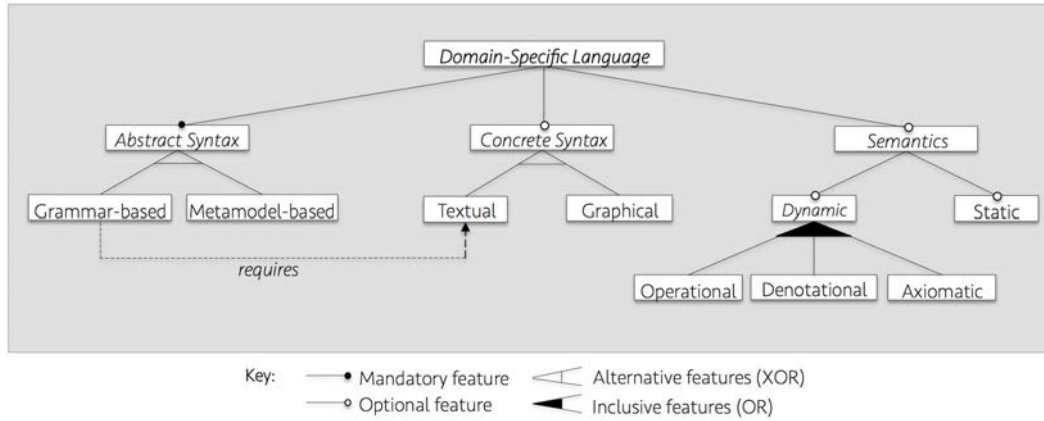 Domain-Specific Language
Abstract Syntax
Concrete Syntax
Semantics
Grammar-based
Metamodel-based
Textual
Graphical
Dynamic
Static
requires
Operational
Denotational
Axiomatic
Key:
Mandatory feature
Alternative features (XOR)
Optional feature
Inclusive features (OR)